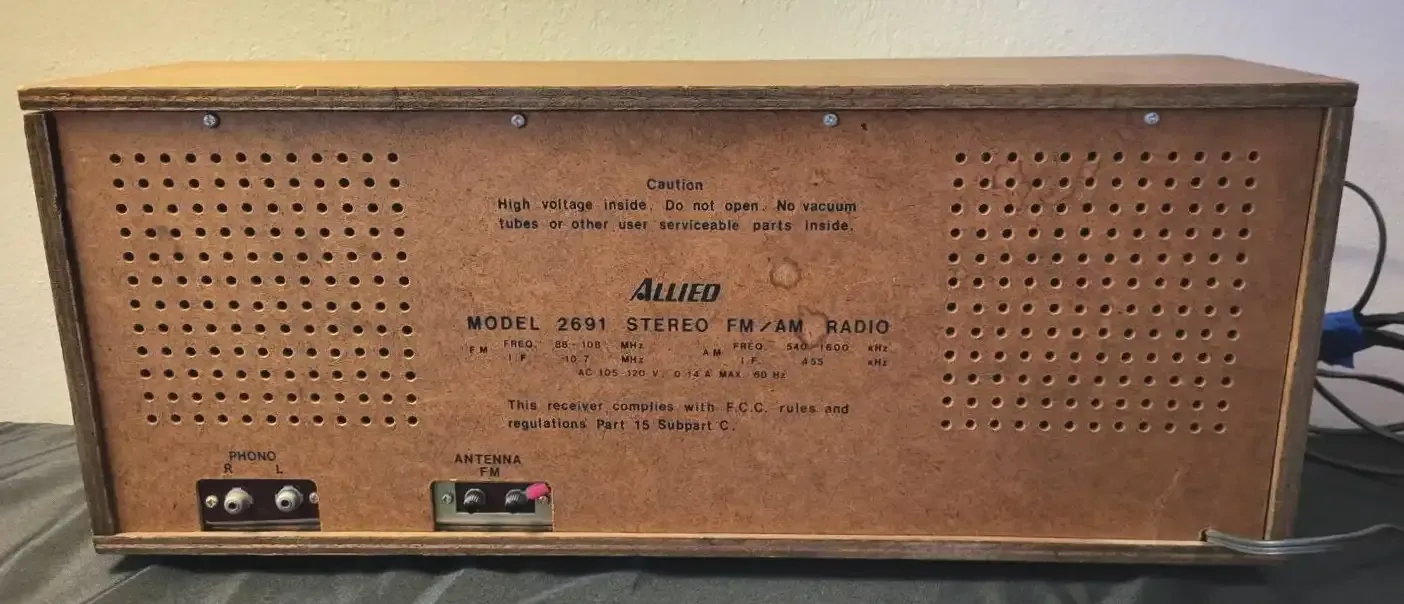 Caution
High voltage inside. Do not open. No vacuum
tubes or other user serviceable parts inside.
ALLIED
MODEL 2691 STEREO FM/AM RADIO
FM FREQ. 88-108 MHz AM FREQ. 540-1600 kHz
I.F. 10.7 MHz I.F. 455 kHz
AC 105-120 V. 0.14 A MAX. 60 Hz
This receiver complies with F.C.C. rules and
regulations Part 15 Subpart C.
PHONO
R L
ANTENNA
FM